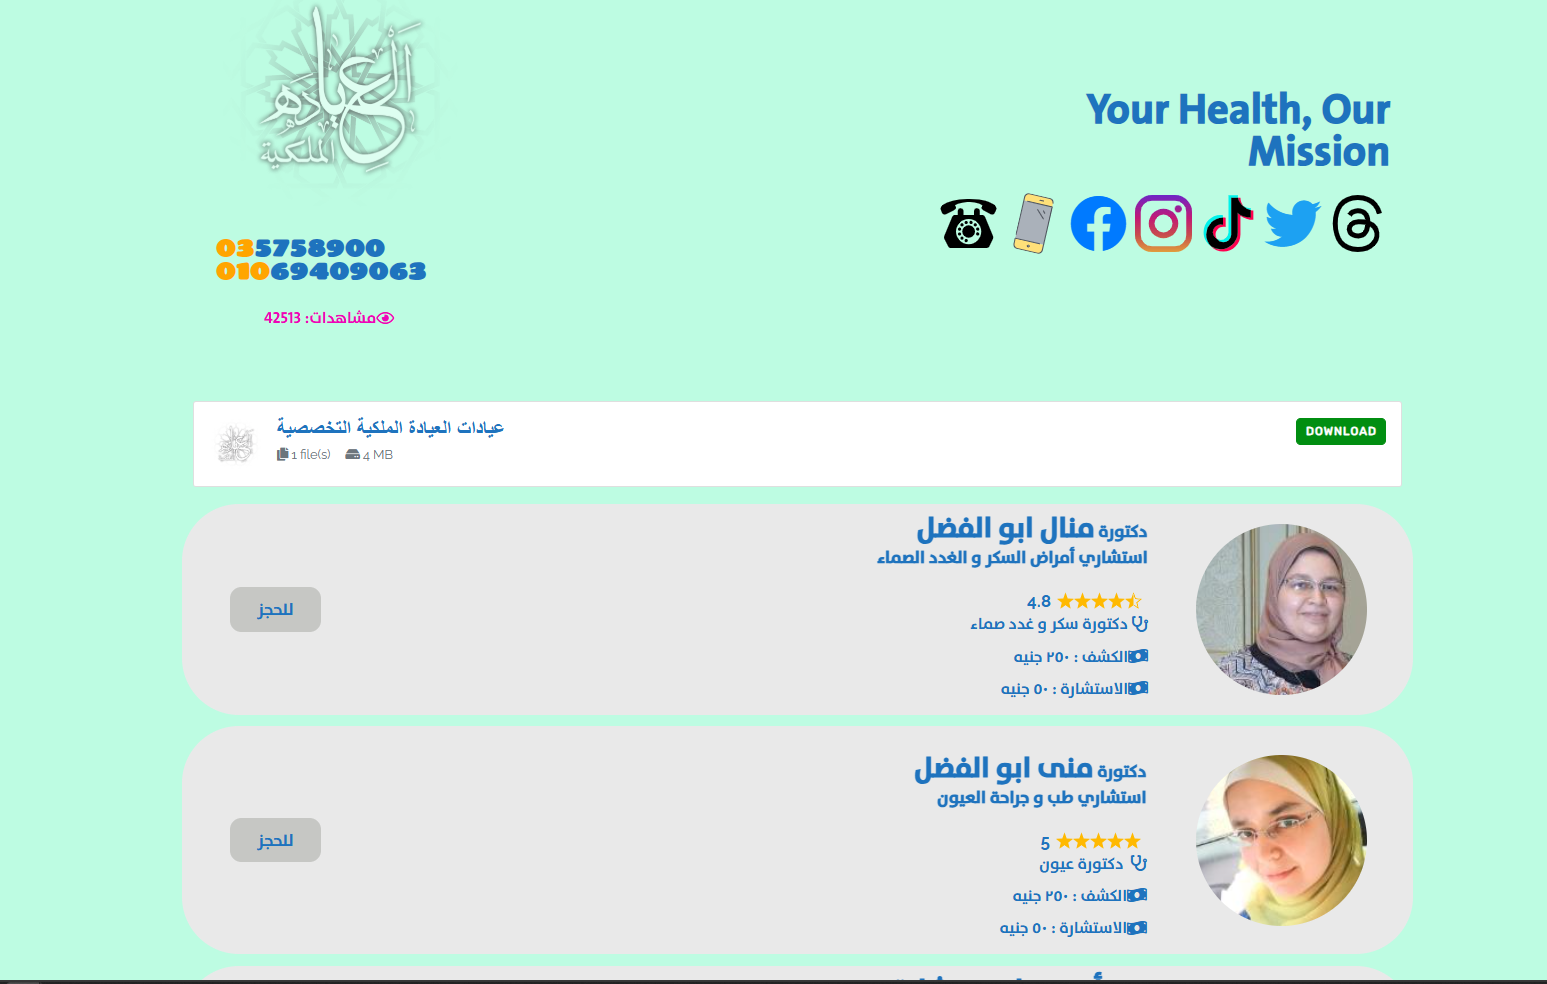 العيادة
الملكية
Your Health, Our
Mission
035758900
01069409063
مشاهدات: 42513
عيادات العيادة الملكية التخصصية
1 file(s) 4 MB
DOWNLOAD
دكتورة منال ابو الفضل
استشاري أمراض السكر و الغدد الصماء
4.8
دكتورة سكر و غدد صماء
الكشف : ٢٥٠ جنيه
الاستشارة : ٥٠ جنيه
للحجز
دكتورة منى ابو الفضل
استشاري طب و جراحة العيون
5
دكتورة عيون
الكشف : ٢٥٠ جنيه
الاستشارة : ٥٠ جنيه
للحجز